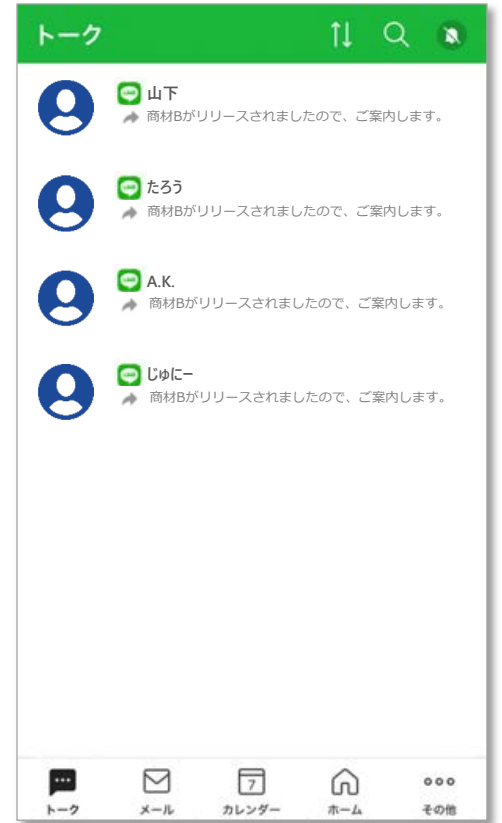 トーク
山下
商材Bがリリースされましたので、ご案内します。
たろう
商材Bがリリースされましたので、ご案内します。
A.K.
商材Bがリリースされましたので、ご案内します。
じゅにー
商材Bがリリースされましたので、ご案内します。
7
トーク メール カレンダー ホーム その他